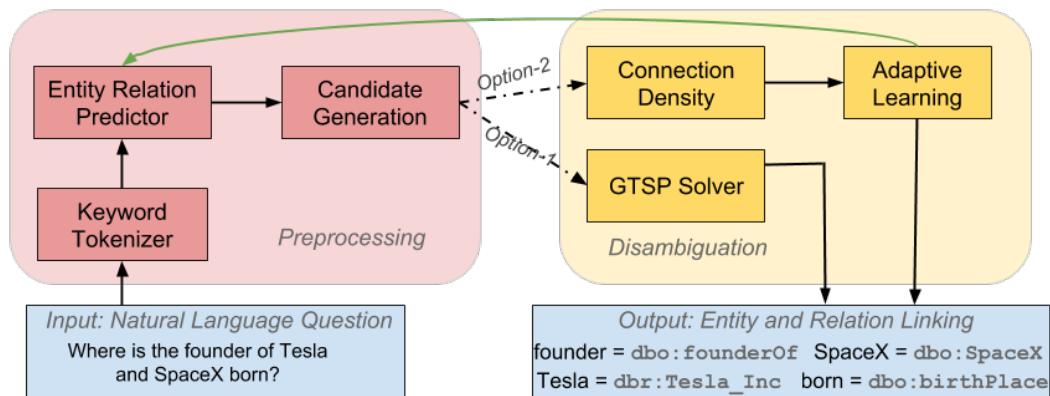 Entity Relation
Predictor
Candidate
Generation
Keyword
Tokenizer
Preprocessing
Option-2
Option-1
Connection
Density
Adaptive
Learning
GTSP Solver
Disambiguation
Input: Natural Language Question
Where is the founder of Tesla
and SpaceX born?
Output: Entity and Relation Linking
founder = dbo:founderOf SpaceX = dbo:SpaceX
Tesla = dbr:Tesla_Inc born = dbo:birthPlace